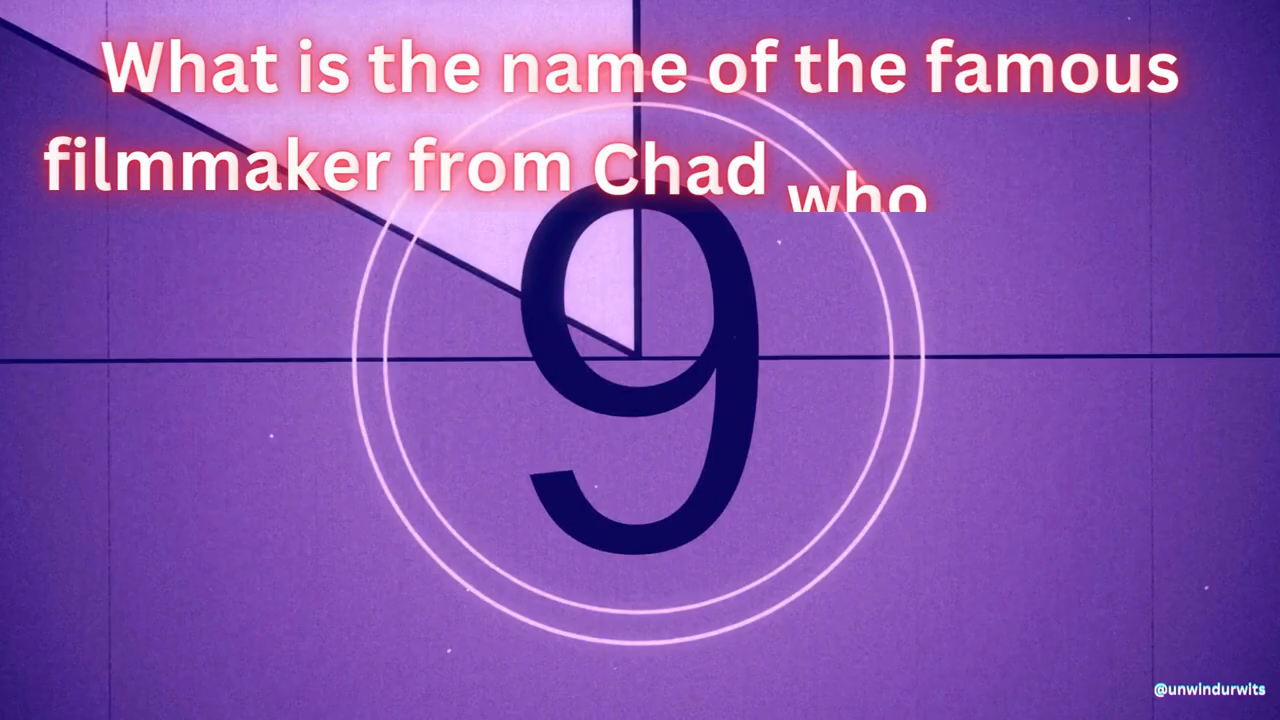 What is the name of the famous
filmmaker from Chad who
9
@unwindurwits